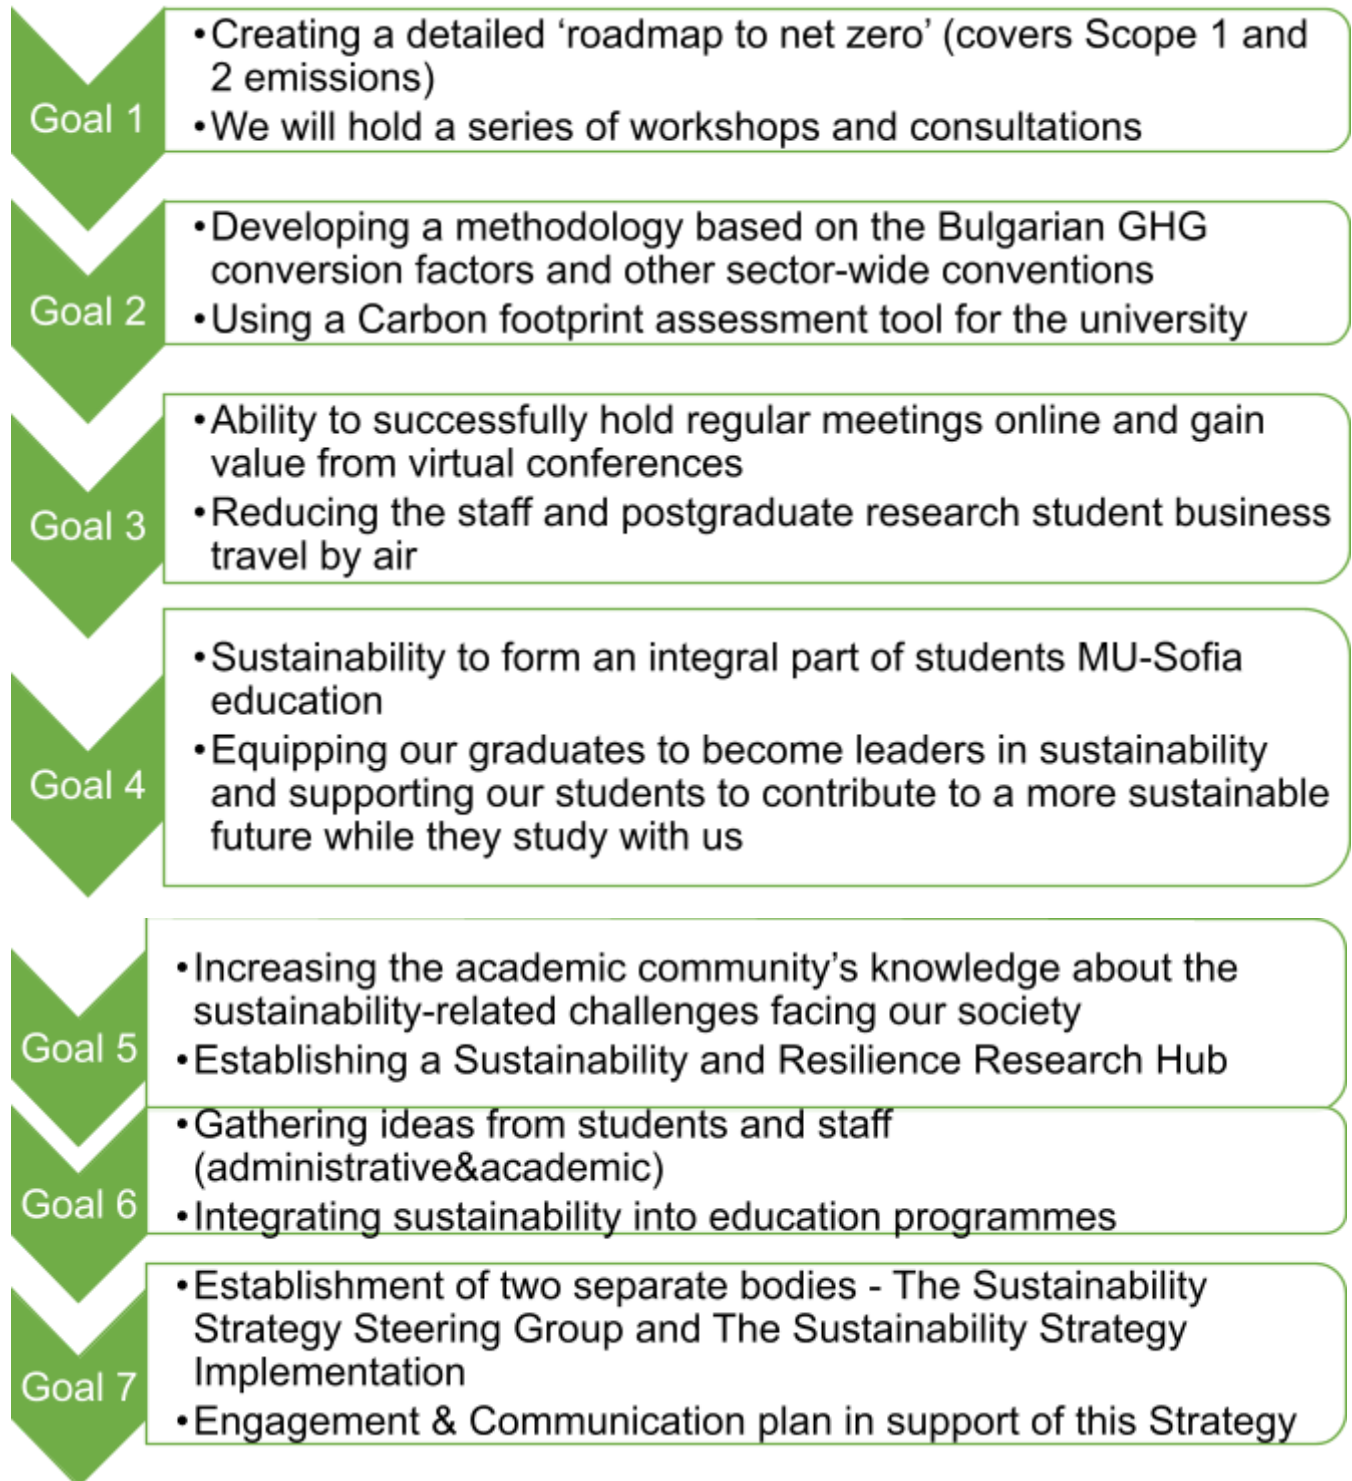 •Creating a detailed ‘roadmap to net zero’ (covers Scope 1 and
2 emissions)
Goal 1
•We will hold a series of workshops and consultations
•Developing a methodology based on the Bulgarian GHG
conversion factors and other sector-wide conventions
Goal 2
•Using a Carbon footprint assessment tool for the university
•Ability to successfully hold regular meetings online and gain
value from virtual conferences
Goal 3
•Reducing the staff and postgraduate research student business
travel by air
•Sustainability to form an integral part of students MU-Sofia
education
Goal 4
•Equipping our graduates to become leaders in sustainability
and supporting our students to contribute to a more sustainable
future while they study with us
•Increasing the academic community’s knowledge about the
sustainability-related challenges facing our society
Goal 5
•Establishing a Sustainability and Resilience Research Hub
•Gathering ideas from students and staff
(administrative&academic)
Goal 6
•Integrating sustainability into education programmes
•Establishment of two separate bodies - The Sustainability
Strategy Steering Group and The Sustainability Strategy
Implementation
Goal 7
•Engagement & Communication plan in support of this Strategy